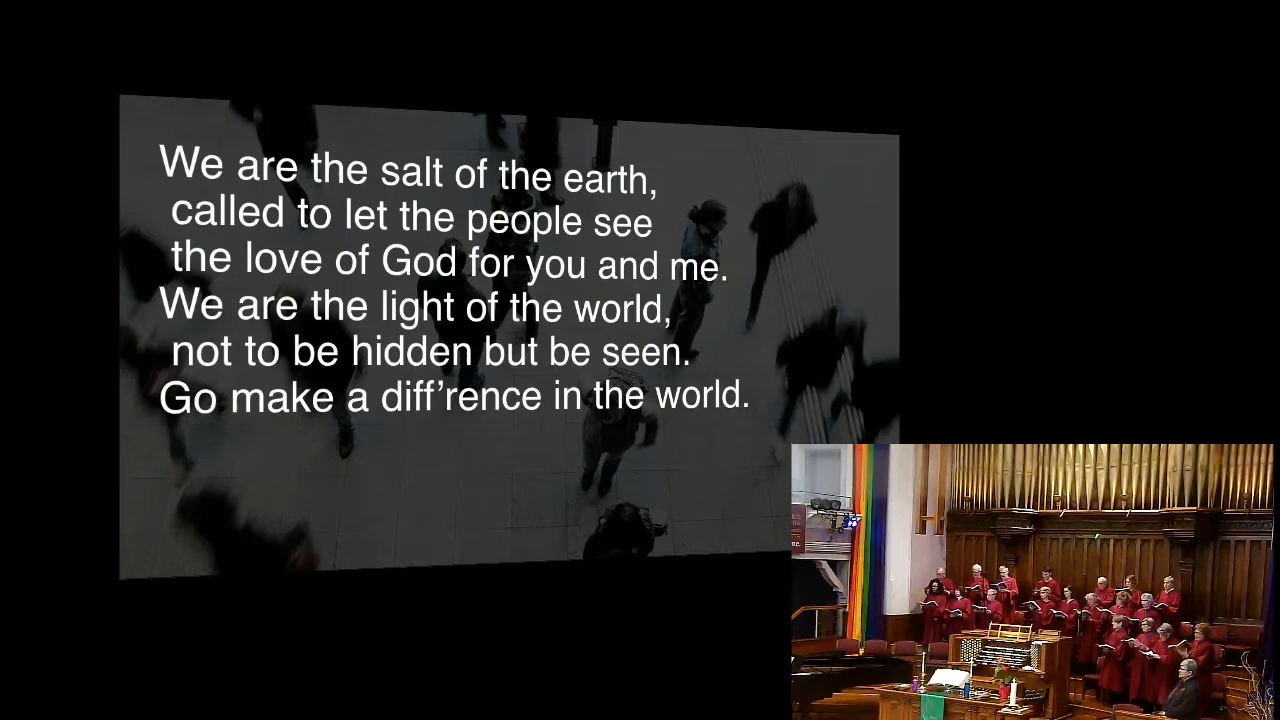 We are the salt of the earth,
called to let the people see
the love of God for you and me.
We are the light of the world,
not to be hidden but be seen.
Go make a diff’rence in the world.